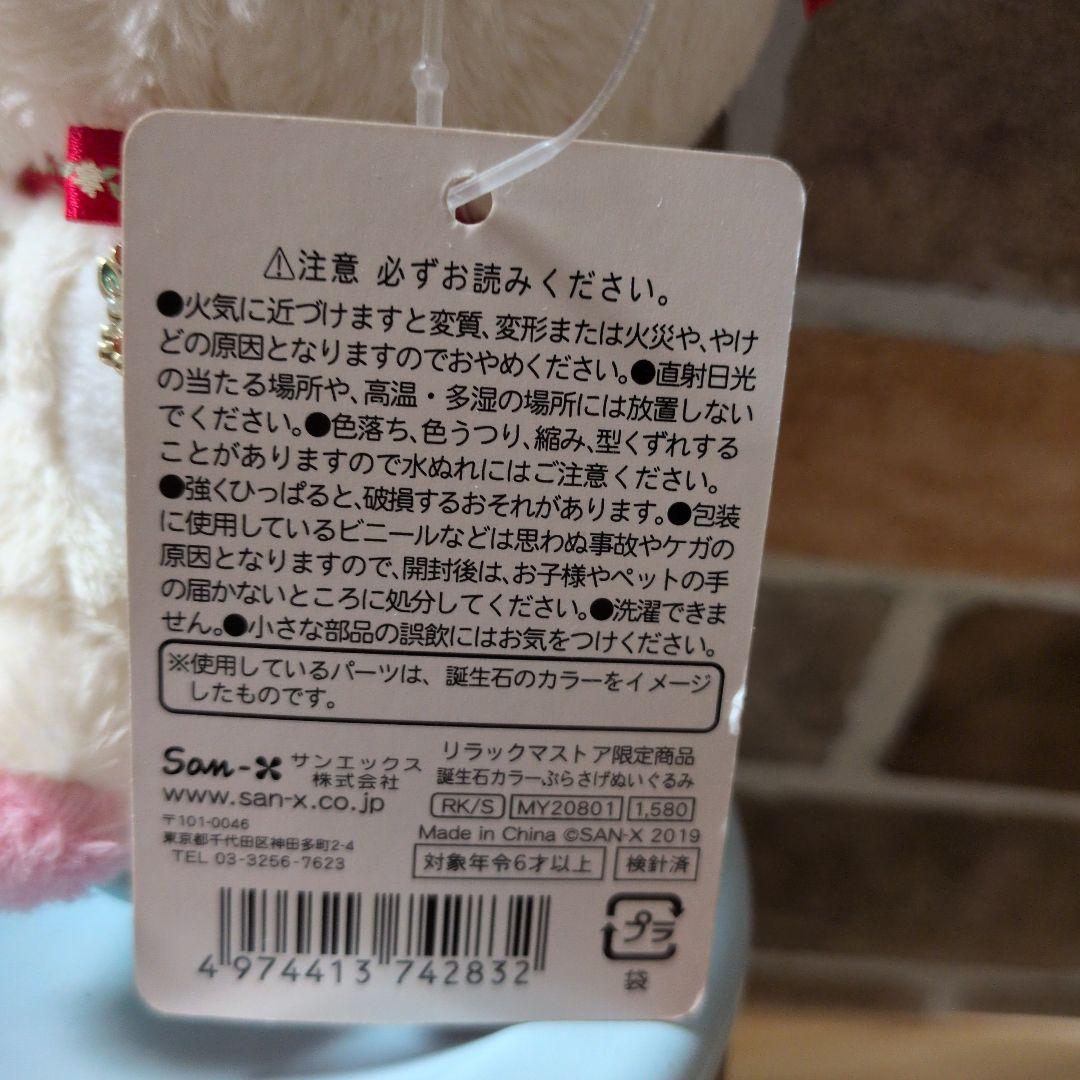 ⚠注意 必ずお読みください。
●火気に近づけますと変質、変形または火災や、やけ
どの原因となりますのでおやめください。●直射日光
の当たる場所や、高温・多湿の場所には放置しない
でください。●色落ち、色うつり、縮み、型くずれする
ことがありますので水ぬれにはご注意ください。
●強くひっぱると、破損するおそれがあります。●包装
に使用しているビニールなどは思わぬ事故やケガの
原因となりますので、開封後は、お子様やペットの手
の届かないところに処分してください。●洗濯できま
せん。●小さな部品の誤飲にはお気をつけください。
※使用しているパーツは、誕生石のカラーをイメージ
したものです。
San-X サンエックス
株式会社
www.san-x.co.jp
〒101-0046
東京都千代田区神田多町2-4
TEL 03-3256-7623
リラックマストア限定商品
誕生石カラーぶらさげぬいぐるみ
RK/S MY20801 1,580
Made in China ©SAN-X 2019
対象年令6才以上 検針済
4 974413 742832
プラ
袋